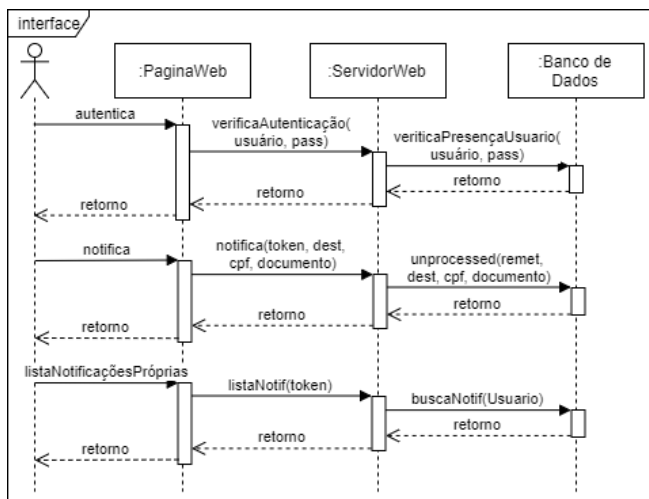 interface
:PaginaWeb
:ServidorWeb
:Banco de
Dados
autentica
verificaAutenticação(
usuário, pass)
veriticaPresençaUsuario(
usuário, pass)
retorno
retorno
retorno
notifica
notifica(token, dest,
cpf, documento)
unprocessed(remet,
dest, cpf, documento)
retorno
retorno
retorno
listaNotificaçõesPróprias
listaNotif(token)
buscaNotif(Usuario)
retorno
retorno
retorno